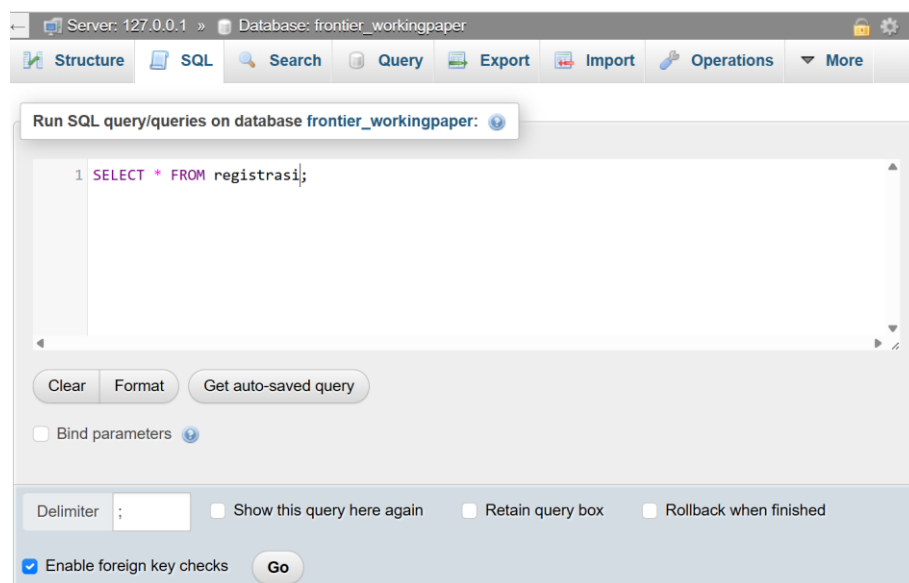 Server: 127.0.0.1 » Database: frontier_workingpaper
Structure SQL Search Query Export Import Operations More
Run SQL query/queries on database frontier_workingpaper:
1 SELECT * FROM registrasi;
Clear Format Get auto-saved query
Bind parameters
Delimiter ; Show this query here again Retain query box Rollback when finished
Enable foreign key checks Go